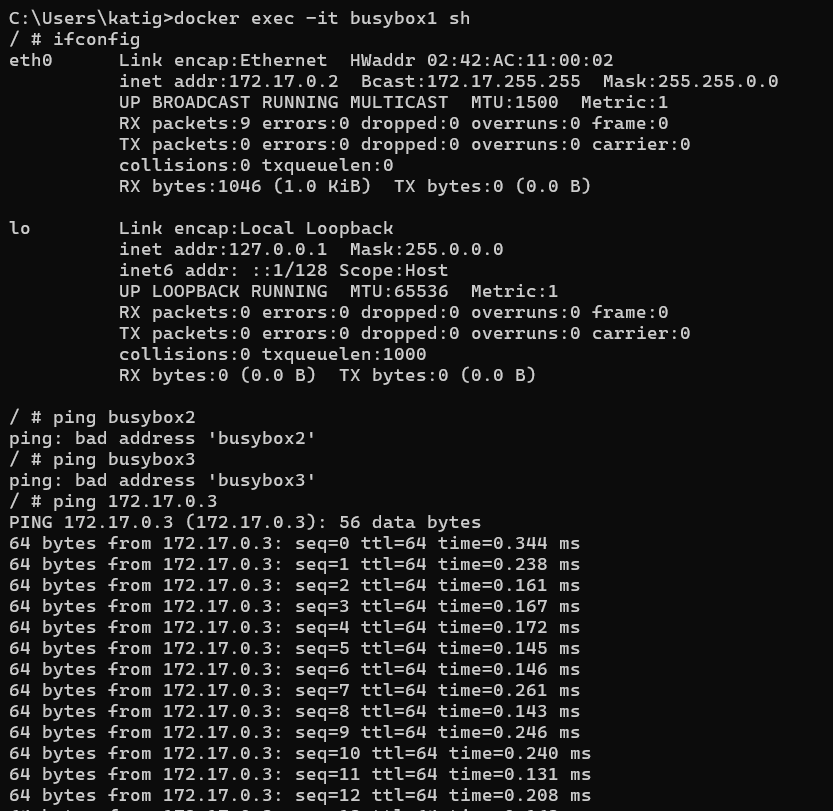 C:\Users\katig>docker exec -it busybox1 sh
/ # ifconfig
eth0      Link encap:Ethernet  HWaddr 02:42:AC:11:00:02
          inet addr:172.17.0.2  Bcast:172.17.255.255  Mask:255.255.0.0
          UP BROADCAST RUNNING MULTICAST  MTU:1500  Metric:1
          RX packets:9 errors:0 dropped:0 overruns:0 frame:0
          TX packets:0 errors:0 dropped:0 overruns:0 carrier:0
          collisions:0 txqueuelen:0
          RX bytes:1046 (1.0 KiB)  TX bytes:0 (0.0 B)

lo        Link encap:Local Loopback
          inet addr:127.0.0.1  Mask:255.0.0.0
          inet6 addr: ::1/128 Scope:Host
          UP LOOPBACK RUNNING  MTU:65536  Metric:1
          RX packets:0 errors:0 dropped:0 overruns:0 frame:0
          TX packets:0 errors:0 dropped:0 overruns:0 carrier:0
          collisions:0 txqueuelen:1000
          RX bytes:0 (0.0 B)  TX bytes:0 (0.0 B)

/ # ping busybox2
ping: bad address 'busybox2'
/ # ping busybox3
ping: bad address 'busybox3'
/ # ping 172.17.0.3
PING 172.17.0.3 (172.17.0.3): 56 data bytes
64 bytes from 172.17.0.3: seq=0 ttl=64 time=0.344 ms
64 bytes from 172.17.0.3: seq=1 ttl=64 time=0.238 ms
64 bytes from 172.17.0.3: seq=2 ttl=64 time=0.161 ms
64 bytes from 172.17.0.3: seq=3 ttl=64 time=0.167 ms
64 bytes from 172.17.0.3: seq=4 ttl=64 time=0.172 ms
64 bytes from 172.17.0.3: seq=5 ttl=64 time=0.145 ms
64 bytes from 172.17.0.3: seq=6 ttl=64 time=0.146 ms
64 bytes from 172.17.0.3: seq=7 ttl=64 time=0.261 ms
64 bytes from 172.17.0.3: seq=8 ttl=64 time=0.143 ms
64 bytes from 172.17.0.3: seq=9 ttl=64 time=0.246 ms
64 bytes from 172.17.0.3: seq=10 ttl=64 time=0.240 ms
64 bytes from 172.17.0.3: seq=11 ttl=64 time=0.131 ms
64 bytes from 172.17.0.3: seq=12 ttl=64 time=0.208 ms